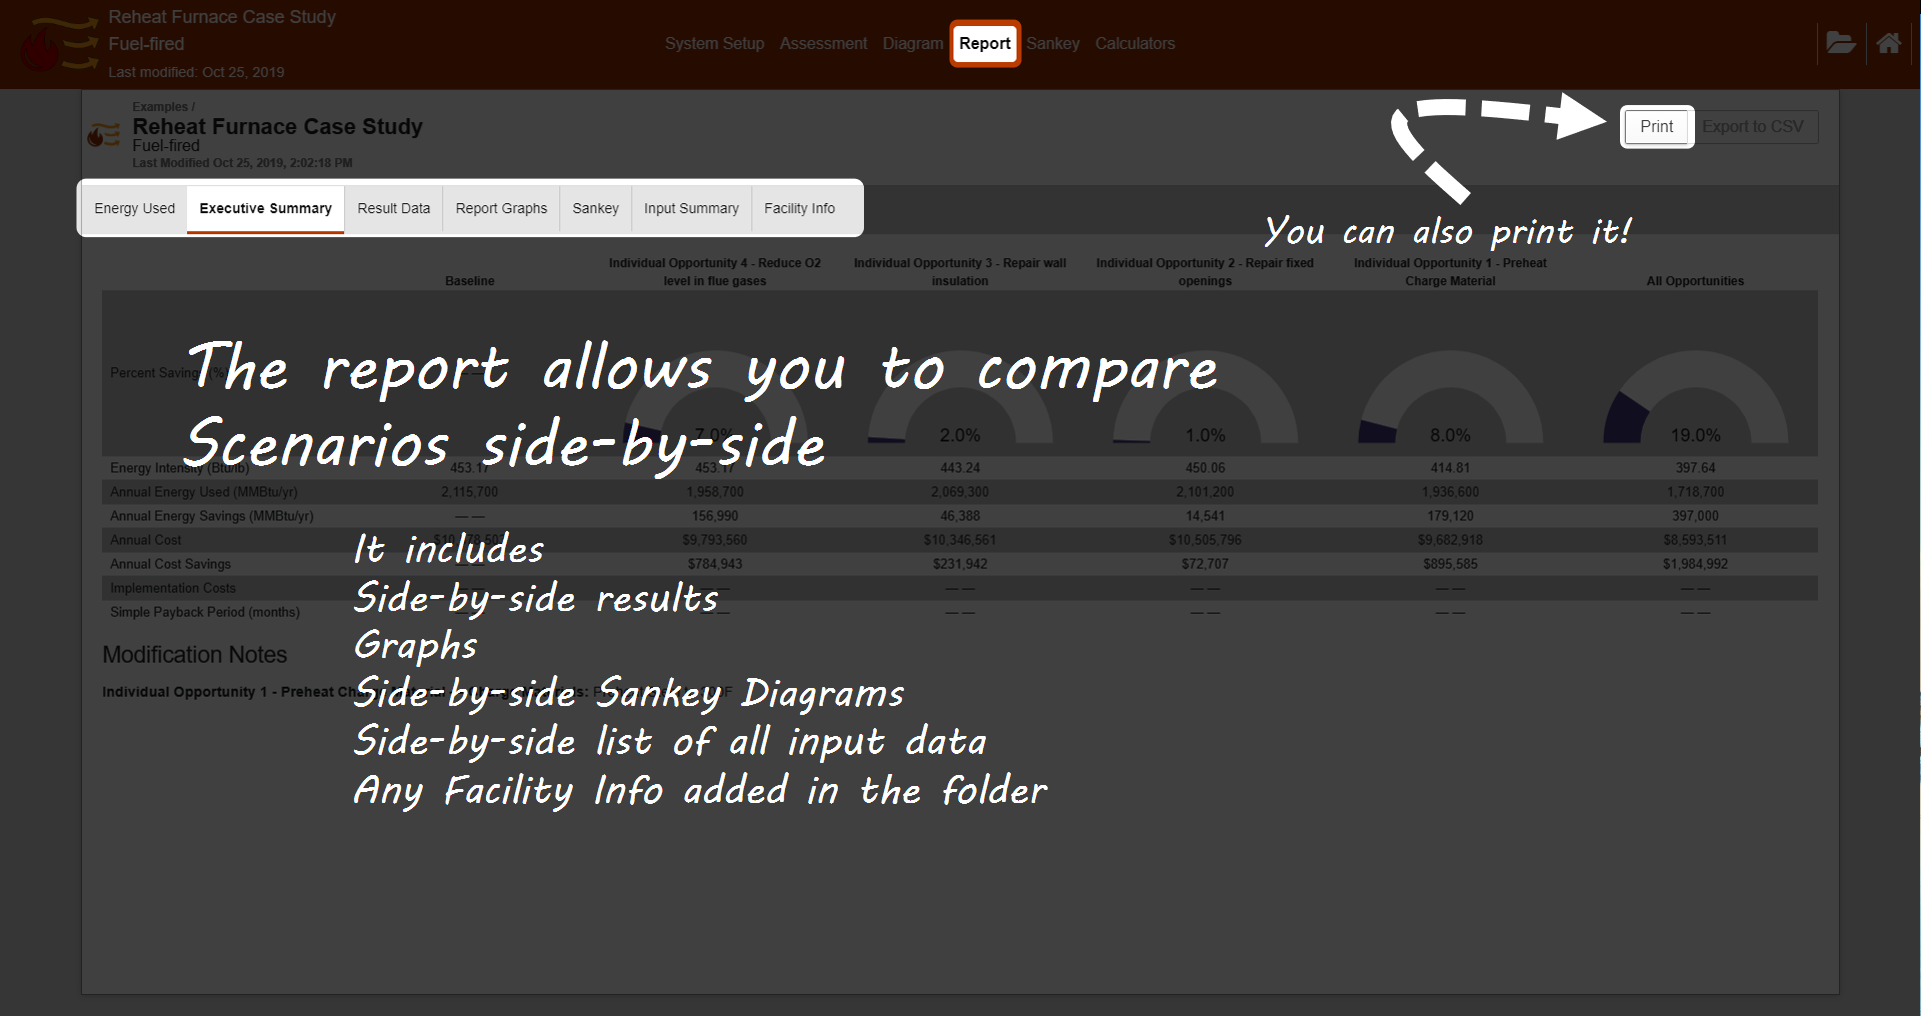 Reheat Furnace Case Study
Fuel-fired
Last modified: Oct 25, 2019
System Setup Assessment Diagram Report Sankey Calculators
Examples /
Reheat Furnace Case Study
Fuel-fired
Last Modified Oct 25, 2019, 2:02:18 PM
Print Export to CSV
Energy Used Executive Summary Result Data Report Graphs Sankey Input Summary Facility Info
You can also print it!
Baseline
Individual Opportunity 4 - Reduce O2
level in flue gases
Individual Opportunity 3 - Repair wall
insulation
Individual Opportunity 2 - Repair fixed
openings
Individual Opportunity 1 - Preheat
Charge Material
All Opportunities
The report allows you to compare
Scenarios side-by-side
Percent Savings (%) — — 7.0% 2.0% 1.0% 8.0% 19.0%
Energy Intensity (Btu/lb) 453.17 453.17 443.24 450.06 414.81 397.64
Annual Energy Used (MMBtu/yr) 2,115,700 1,958,700 2,069,300 2,101,200 1,936,600 1,718,700
Annual Energy Savings (MMBtu/yr) — — 156,990 46,388 14,541 179,120 397,000
Annual Cost $9,793,560 $10,346,561 $10,505,796 $9,682,918 $8,593,511
Annual Cost Savings — — $784,943 $231,942 $72,707 $895,585 $1,984,992
Implementation Costs — — — — — — — — — —
Simple Payback Period (months) — — — — — — — — — — — —
It includes
Side-by-side results
Graphs
Side-by-side Sankey Diagrams
Side-by-side list of all input data
Any Facility Info added in the folder
Modification Notes
Individual Opportunity 1 - Preheat